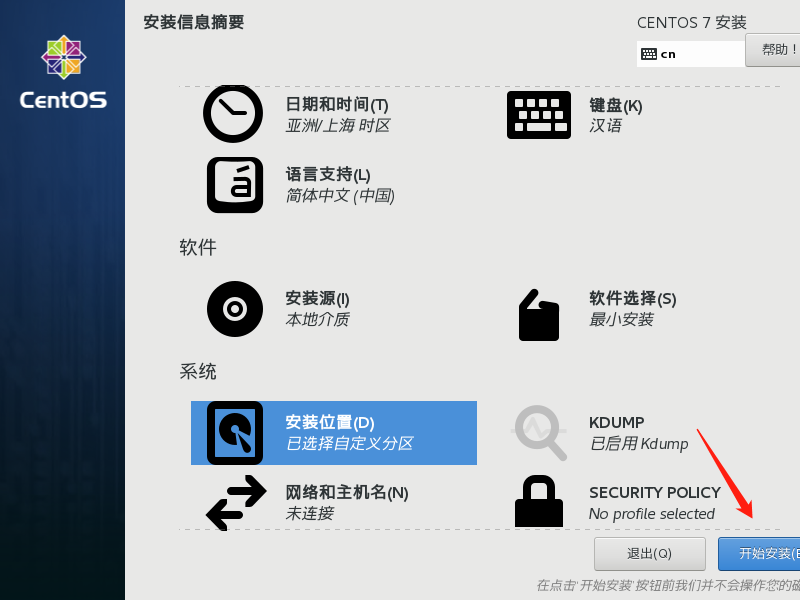 安装信息摘要
CENTOS 7 安装
cn
帮助！
CentOS
日期和时间(T)
亚洲/上海 时区
键盘(K)
汉语
语言支持(L)
简体中文 (中国)
软件
安装源(I)
本地介质
软件选择(S)
最小安装
系统
安装位置(D)
已选择自定义分区
KDUMP
已启用 Kdump
网络和主机名(N)
未连接
SECURITY POLICY
No profile selected
退出(Q)
开始安装(B
在点击'开始安装'按钮前我们并不会操作您的磁